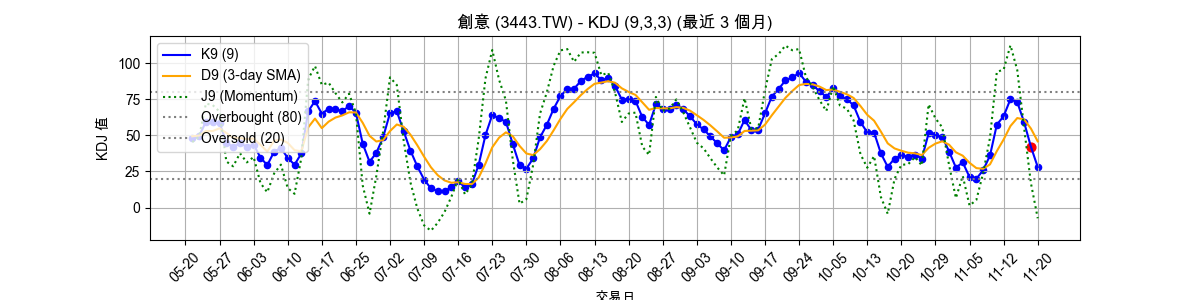 創意 (3443.TW) - KDJ (9,3,3) (最近 3 個月)
K9 (9)
D9 (3-day SMA)
J9 (Momentum)
Overbought (80)
Oversold (20)
KDJ 值
100
75
50
25
0
05-20 05-27 06-03 06-10 06-17 06-25 07-02 07-09 07-16 07-23 07-30 08-06 08-13 08-20 08-27 09-03 09-10 09-17 09-24 10-05 10-13 10-20 10-29 11-05 11-12 11-20
交易日